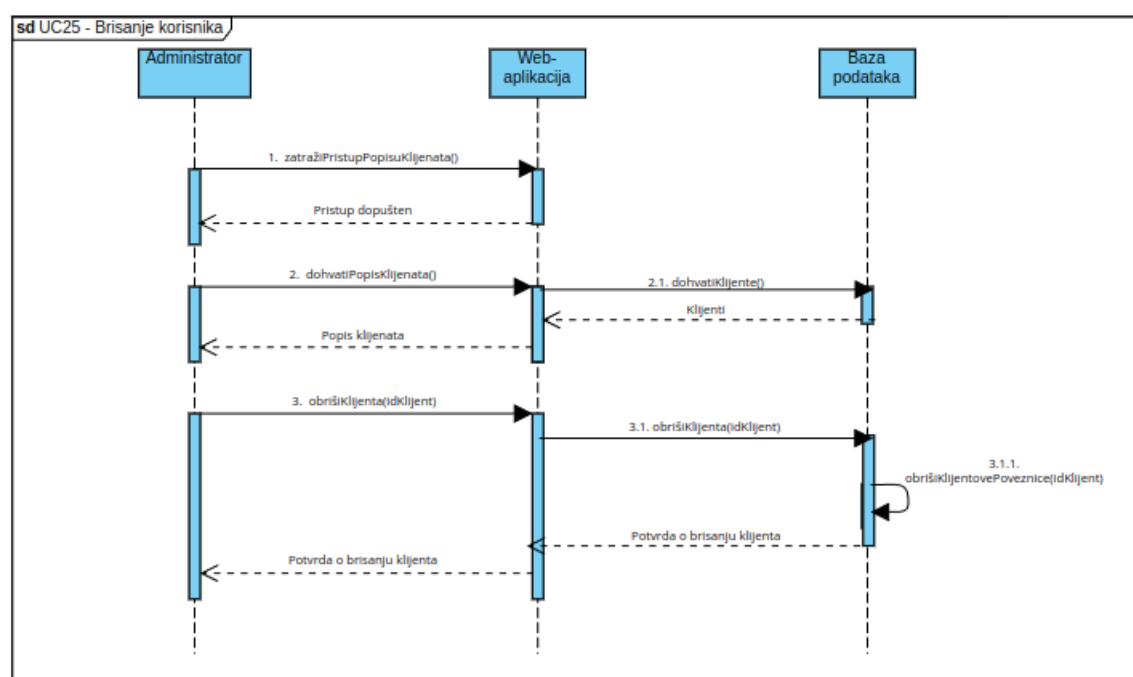 sd UC25 - Brisanje korisnika
Administrator
Web-
aplikacija
Baza
podataka
1. zatražiPristupPopisuKlijenata()
Pristup dopušten
2. dohvatiPopisKlijenata()
2.1. dohvatiKlijente()
Klijenti
Popis klijenata
3. obrišiKlijenta(idKlijent)
3.1. obrišiKlijenta(idKlijent)
3.1.1.
obrišiKlijentovePoveznice(idKlijent)
Potvrda o brisanju klijenta
Potvrda o brisanju klijenta